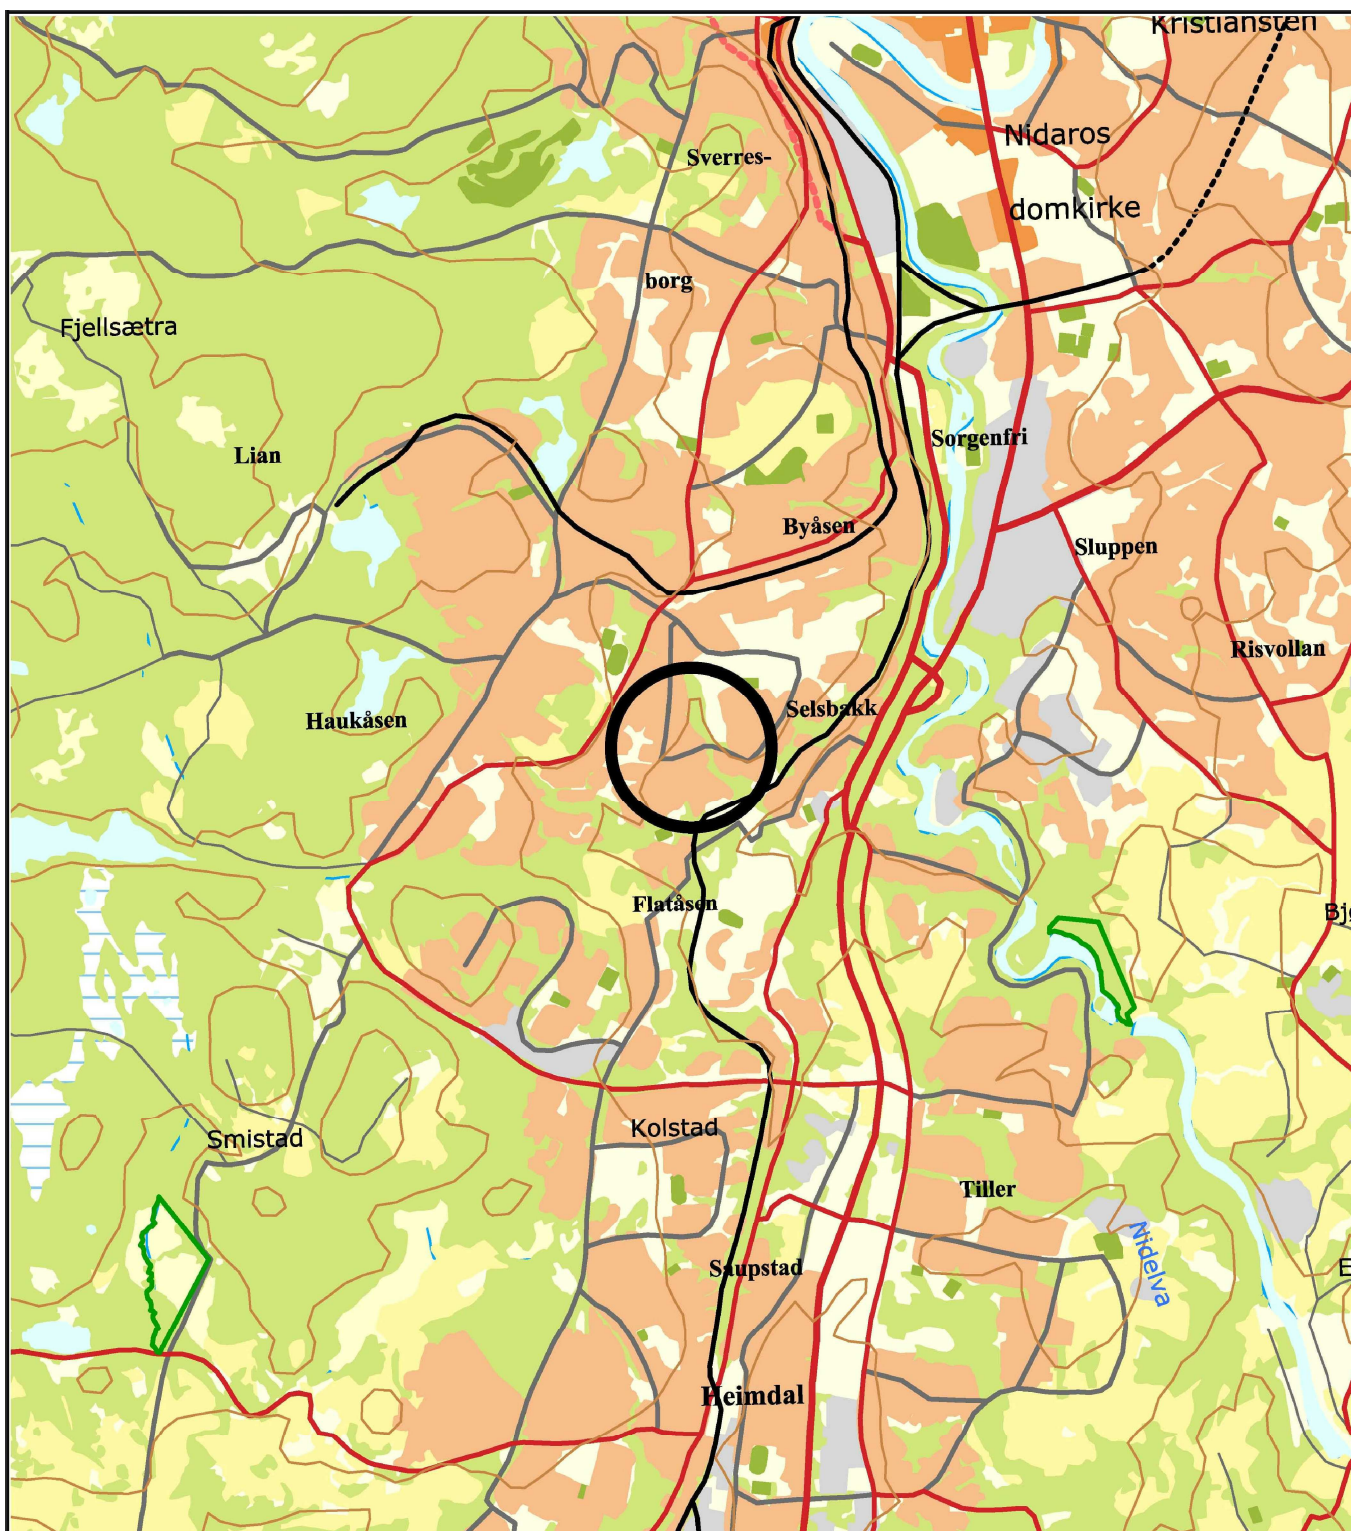 Kristiansten
Nidaros
Sverres-
domkirke
borg
Fjellsætra
Sorgenfri
Lian
Byåsen
Sluppen
Risvollan
Selsbakk
Haukåsen
Flatåsen
Kolstad
Smistad
Tiller
Nidelva
Saupstad
Heimdal